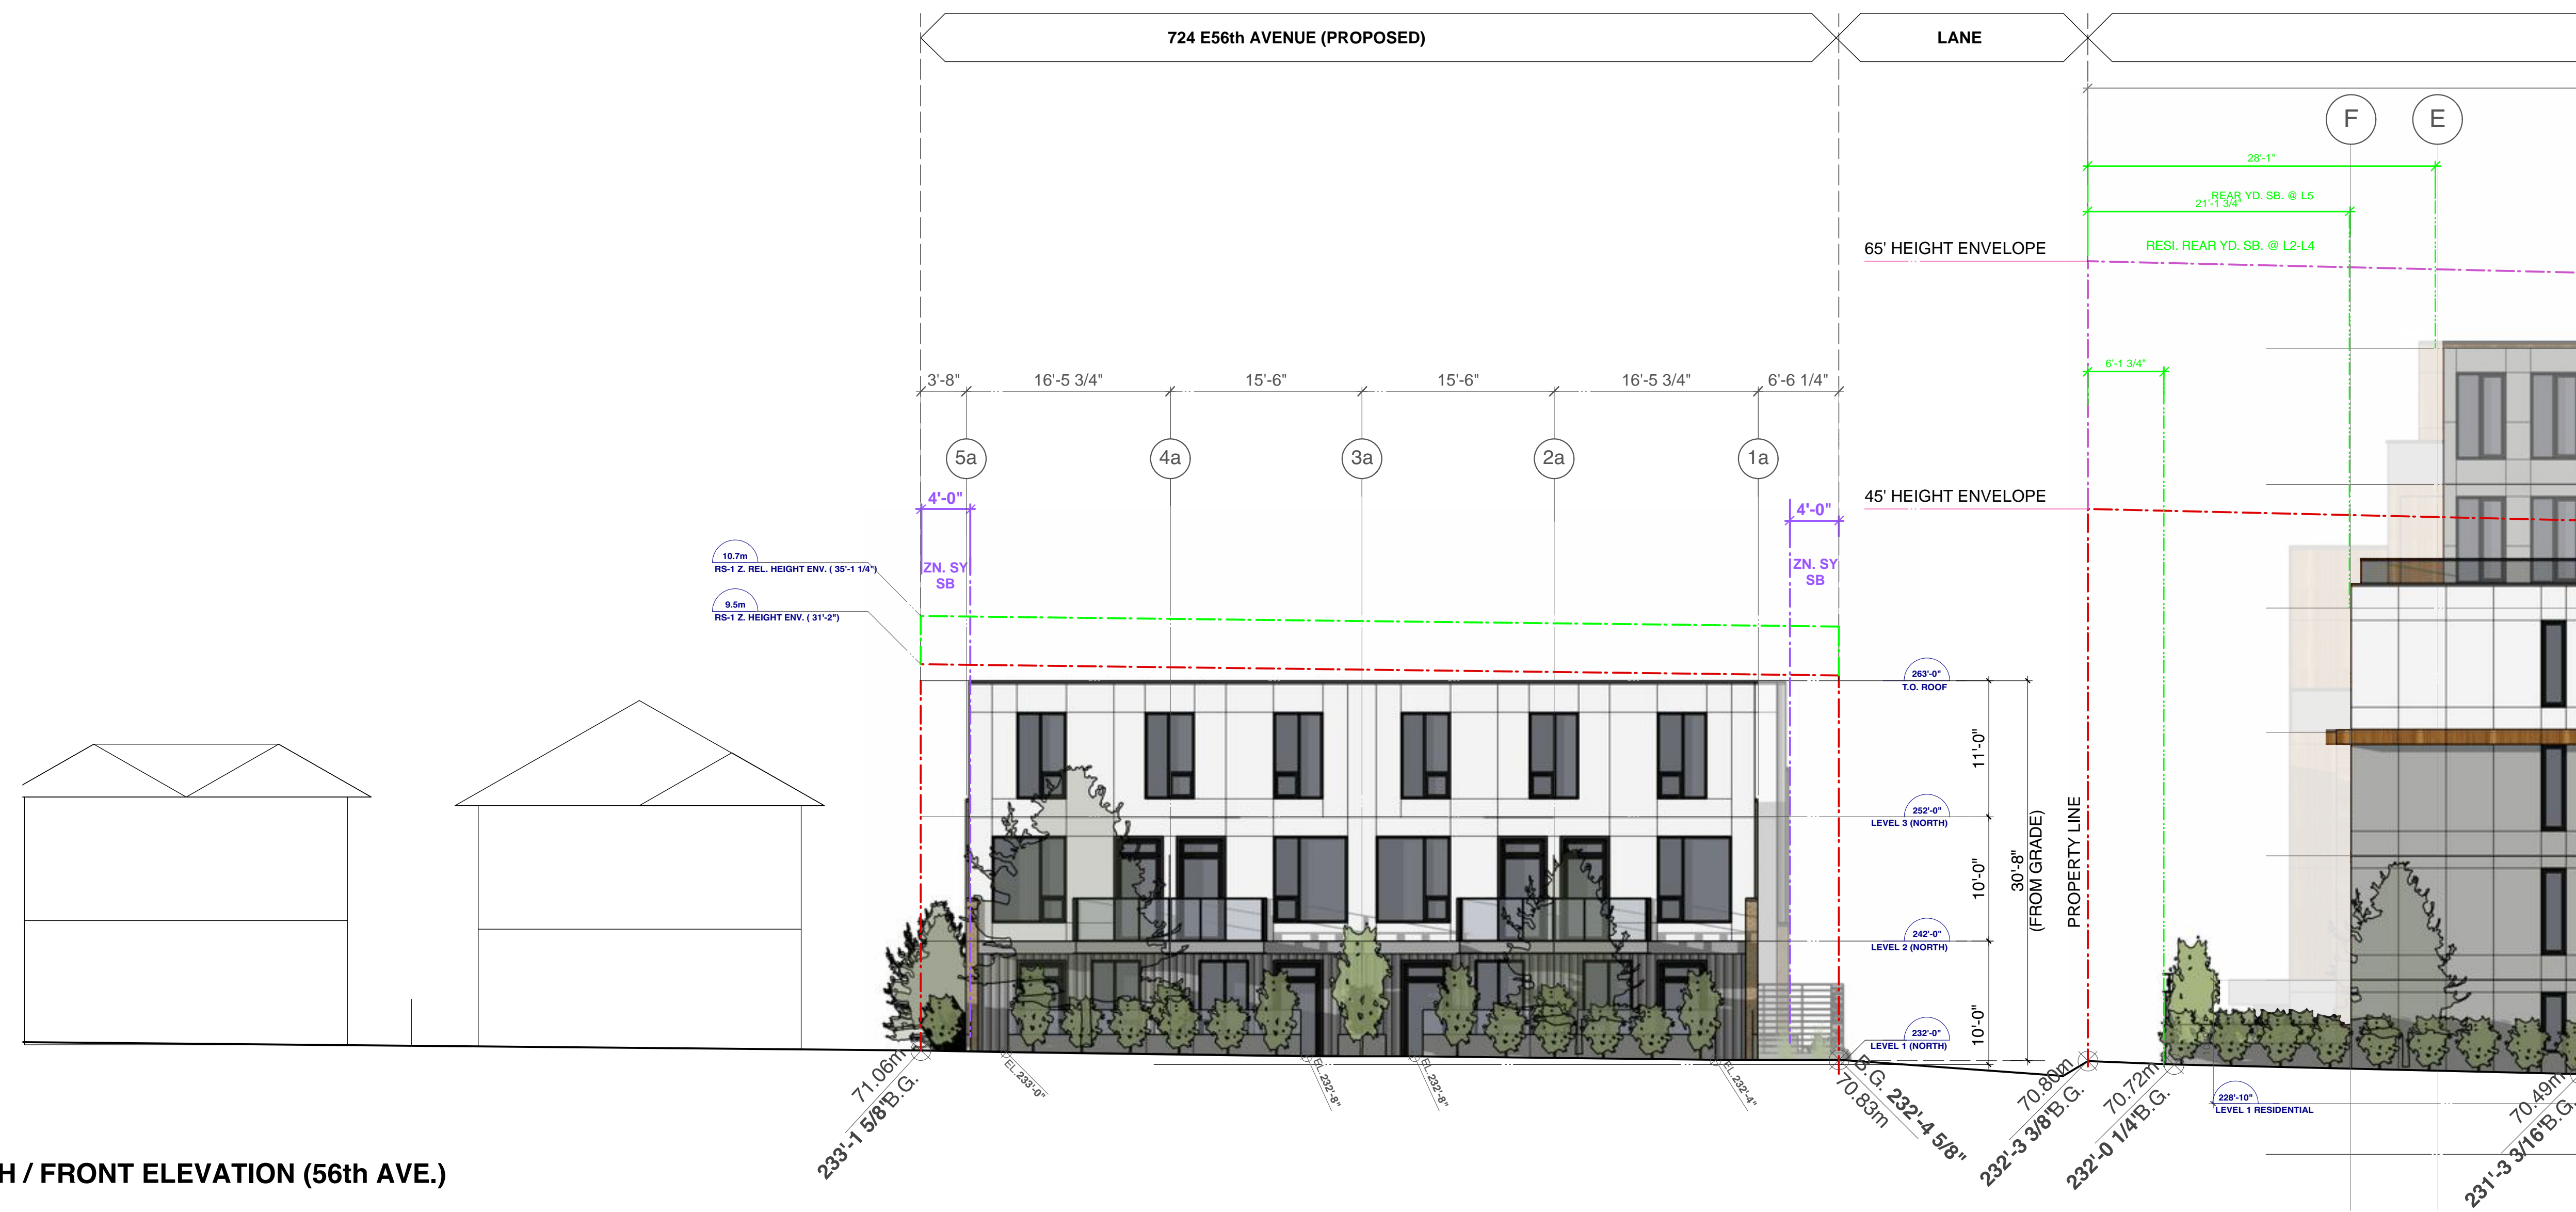 724 E56th AVENUE (PROPOSED)
LANE
F
E
28'-1"
REAR YD. SB. @ L5
21'-1 3/4"
RESI. REAR YD. SB. @ L2-L4
65' HEIGHT ENVELOPE
6'-1 3/4"
3'-8"
16'-5 3/4"
15'-6"
15'-6"
16'-5 3/4"
6'-6 1/4"
5a
4a
3a
2a
1a
4'-0"
ZN. SY
SB
4'-0"
ZN. SY
SB
45' HEIGHT ENVELOPE
10.7m
RS-1 Z. REL. HEIGHT ENV. ( 35'-1 1/4")
9.5m
RS-1 Z. HEIGHT ENV. ( 31'-2")
263'-0"
T.O. ROOF
11'-0"
252'-0"
LEVEL 3 (NORTH)
10'-0"
30'-8"
(FROM GRADE)
PROPERTY LINE
242'-0"
LEVEL 2 (NORTH)
10'-0"
232'-0"
LEVEL 1 (NORTH)
71.06m
233'-1 5/8"B.G.
EL.233'-0"
EL.232'-8"
EL.232'-8"
EL.232'-4"
B.G. 232'-4 5/8"
70.83m
70.80m
232'-3 3/8"B.G.
70.72m
232'-0 1/4"B.G.
228'-10"
LEVEL 1 RESIDENTIAL
70.49m
231'-3 3/16"B.G.
H / FRONT ELEVATION (56th AVE.)